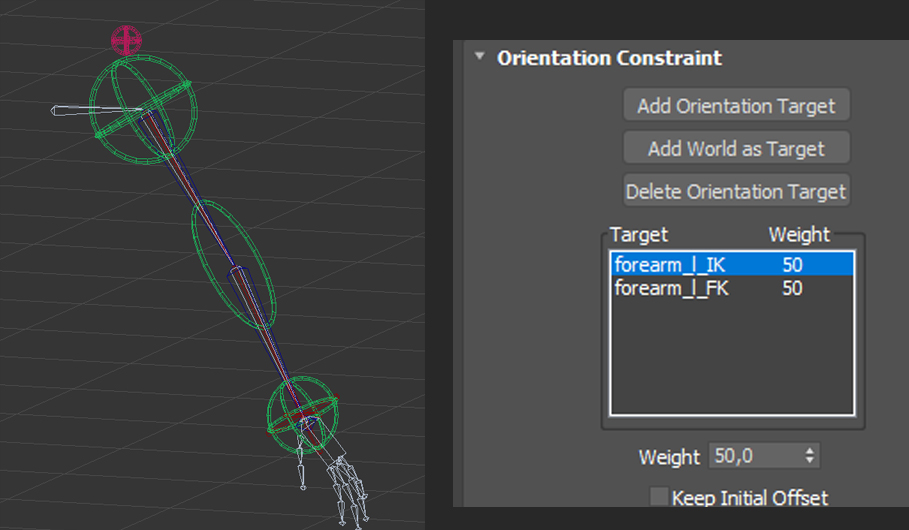 Orientation Constraint
Add Orientation Target
Add World as Target
Delete Orientation Target
Target Weight
forearm_l_IK 50
forearm_l_FK 50
Weight 50,0
Keep Initial Offset